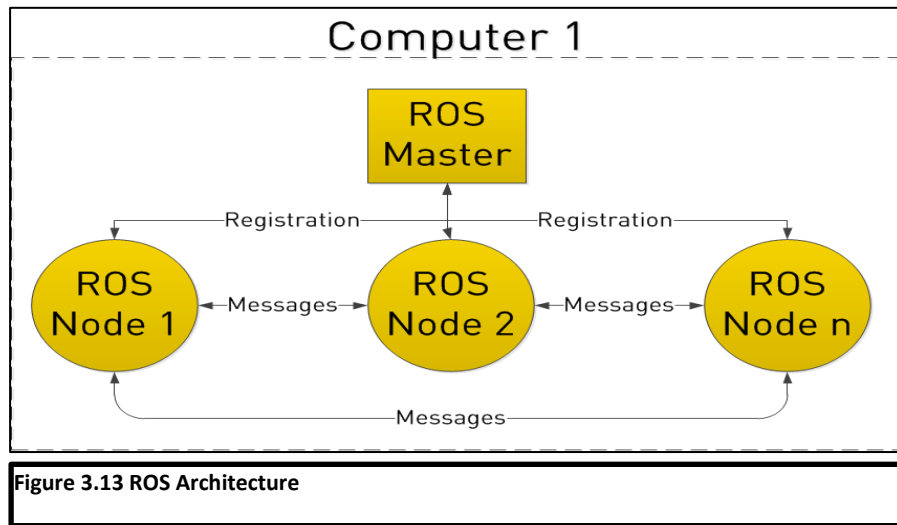 Computer 1
ROS
Master
Registration
Registration
ROS
Node 1
Messages
ROS
Node 2
Messages
ROS
Node n
Messages
Figure 3.13 ROS Architecture